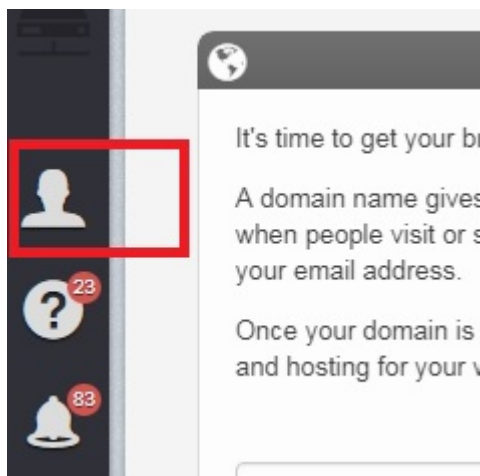 It's time to get your
A domain name gives
when people visit or
your email address.
Once your domain is
and hosting for your
23
?
83